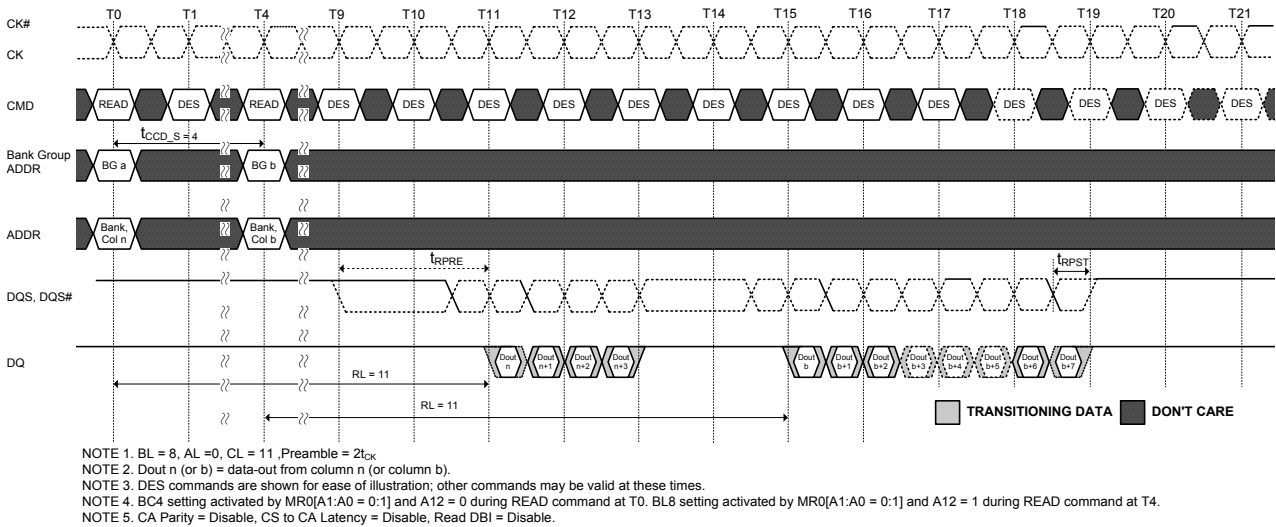 T0 T1 T4 T9 T10 T11 T12 T13 T14 T15 T16 T17 T18 T19 T20 T21
CK#
CK
CMD READ DES READ DES DES DES DES DES DES DES DES DES DES DES DES DES
tCCD_S = 4
Bank Group
ADDR
BG a BG b
ADDR
Bank,
Col n
Bank,
Col b
tRPRE tRPST
DQS, DQS#
DQ
Dout
n
Dout
n+1
Dout
n+2
Dout
n+3
Dout
b
Dout
b+1
Dout
b+2
Dout
b+3
Dout
b+4
Dout
b+5
Dout
b+6
Dout
b+7
RL = 11
RL = 11
TRANSITIONING DATA DON'T CARE
NOTE 1. BL = 8, AL =0, CL = 11 ,Preamble = 2tCK
NOTE 2. Dout n (or b) = data-out from column n (or column b).
NOTE 3. DES commands are shown for ease of illustration; other commands may be valid at these times.
NOTE 4. BC4 setting activated by MR0[A1:A0 = 0:1] and A12 = 0 during READ command at T0. BL8 setting activated by MR0[A1:A0 = 0:1] and A12 = 1 during READ command at T4.
NOTE 5. CA Parity = Disable, CS to CA Latency = Disable, Read DBI = Disable.